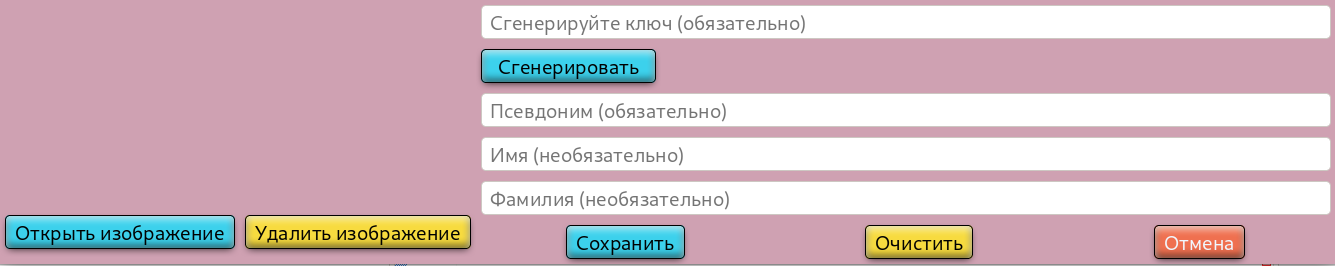 Сгенерируйте ключ (обязательно)
Сгенерировать
Псевдоним (обязательно)
Имя (необязательно)
Фамилия (необязательно)
Открыть изображение
Удалить изображение
Сохранить
Очистить
Отмена